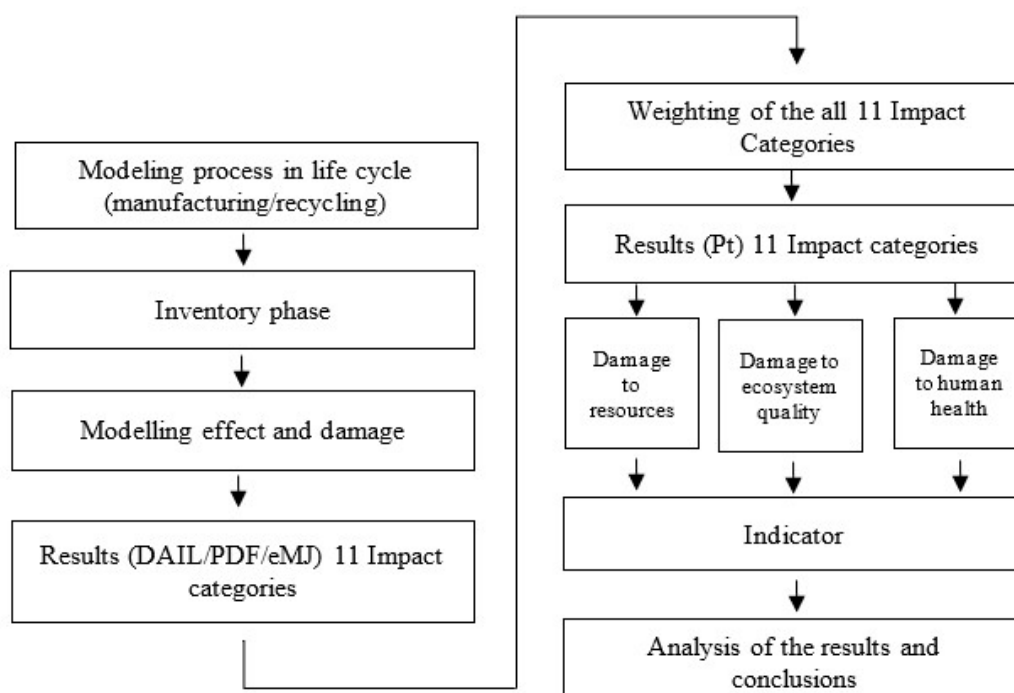 Modeling process in life cycle
(manufacturing/recycling)
Inventory phase
Modelling effect and damage
Results (DAIL/PDF/eMJ) 11 Impact
categories
Weighting of the all 11 Impact
Categories
Results (Pt) 11 Impact categories
Damage
to
resources
Damage to
ecosystem
quality
Damage
to human
health
Indicator
Analysis of the results and
conclusions